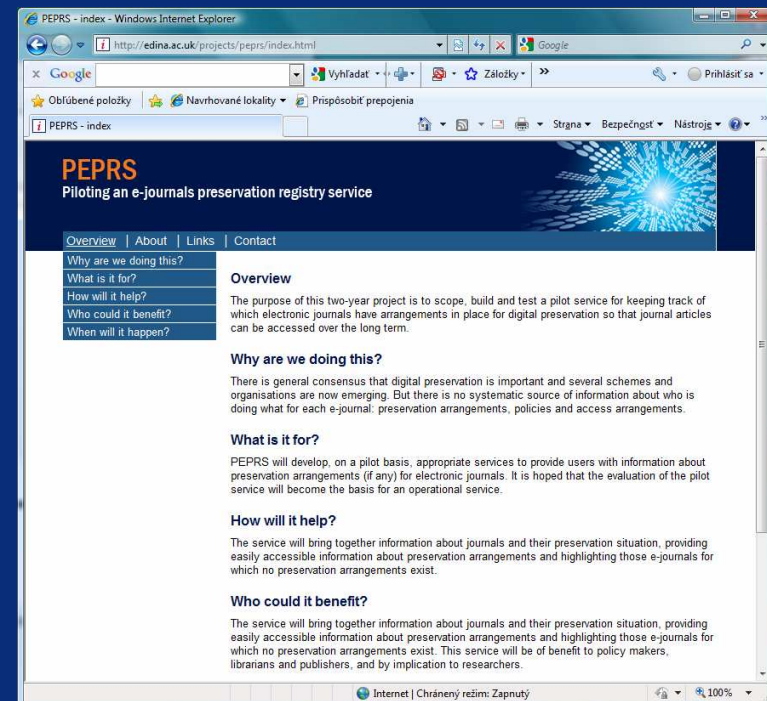 PEPRS - index - Windows Internet Explorer
http://edina.ac.uk/projects/peprs/index.html
Google
x Google
Vyhľadať
Záložky
»
Prihlásiť sa
Obľúbené položky
Navrhované lokality
Prispôsobiť prepojenia
PEPRS - index
Strana
Bezpečnosť
Nástroje
»
PEPRS
Piloting an e-journals preservation registry service
Overview | About | Links | Contact
Why are we doing this?
What is it for?
How will it help?
Who could it benefit?
When will it happen?
Overview
The purpose of this two-year project is to scope, build and test a pilot service for keeping track of
which electronic journals have arrangements in place for digital preservation so that journal articles
can be accessed over the long term.
Why are we doing this?
There is general consensus that digital preservation is important and several schemes and
organisations are now emerging. But there is no systematic source of information about who is
doing what for each e-journal: preservation arrangements, policies and access arrangements.
What is it for?
PEPRS will develop, on a pilot basis, appropriate services to provide users with information about
preservation arrangements (if any) for electronic journals. It is hoped that the evaluation of the pilot
service will become the basis for an operational service.
How will it help?
The service will bring together information about journals and their preservation situation, providing
easily accessible information about preservation arrangements and highlighting those e-journals for
which no preservation arrangements exist.
Who could it benefit?
The service will bring together information about journals and their preservation situation, providing
easily accessible information about preservation arrangements and highlighting those e-journals for
which no preservation arrangements exist. This service will be of benefit to policy makers,
librarians and publishers, and by implication to researchers.
Internet | Chránený režim: Zapnutý
100%